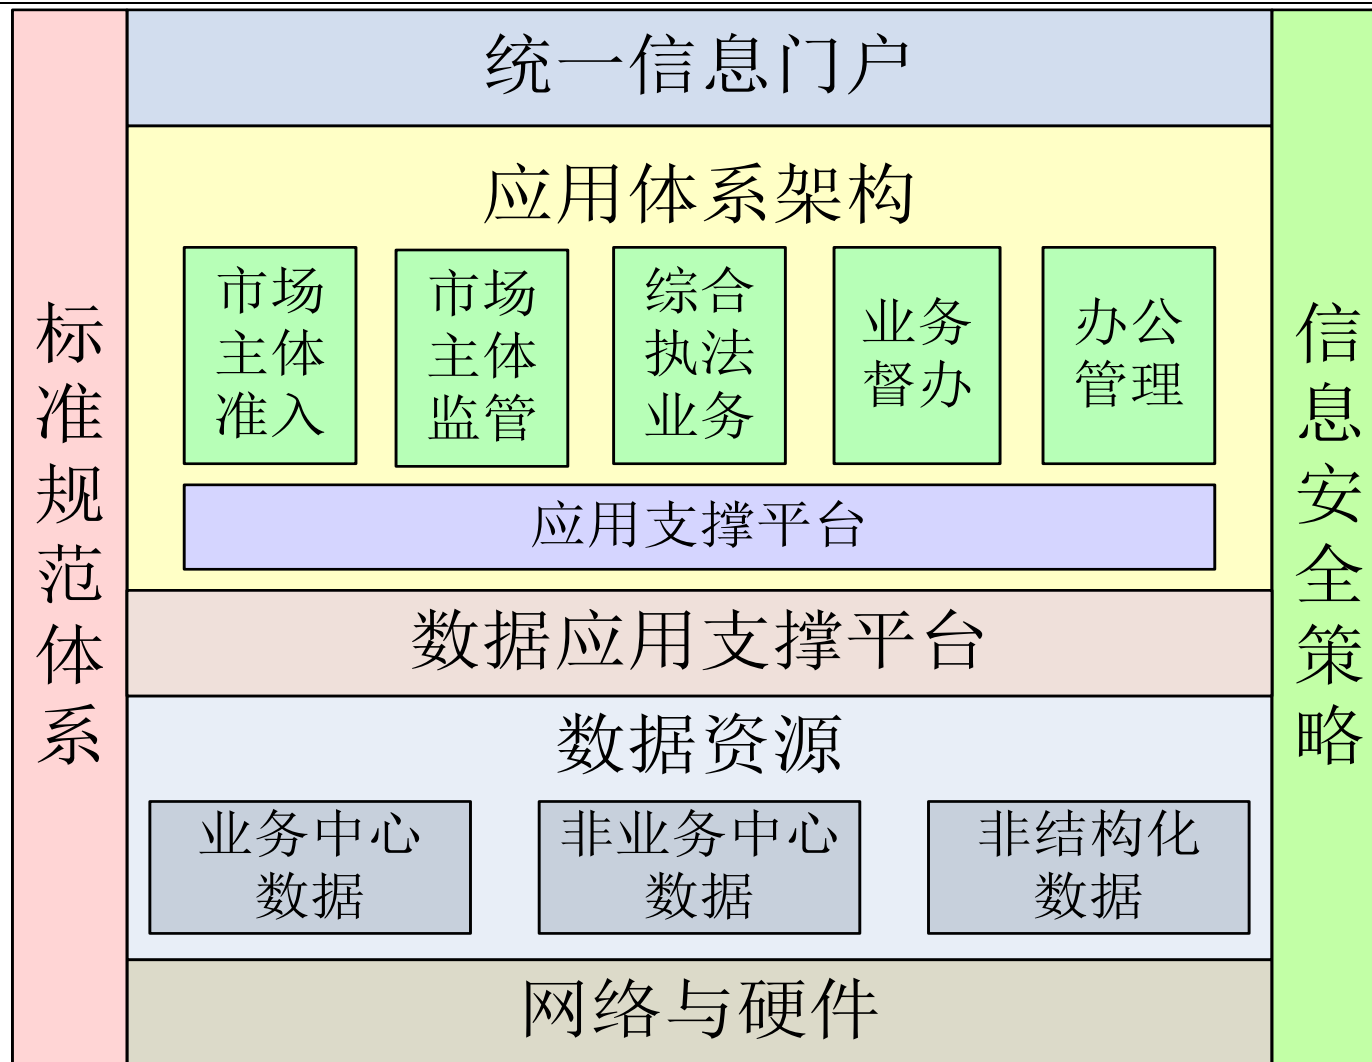 统一信息门户
应用体系架构
市场
主体
准入
市场
主体
监管
综合
执法
业务
业务
督办
办公
管理
应用支撑平台
数据应用支撑平台
数据资源
业务中心
数据
非业务中心
数据
非结构化
数据
网络与硬件
标准规范体系
信息安全策略